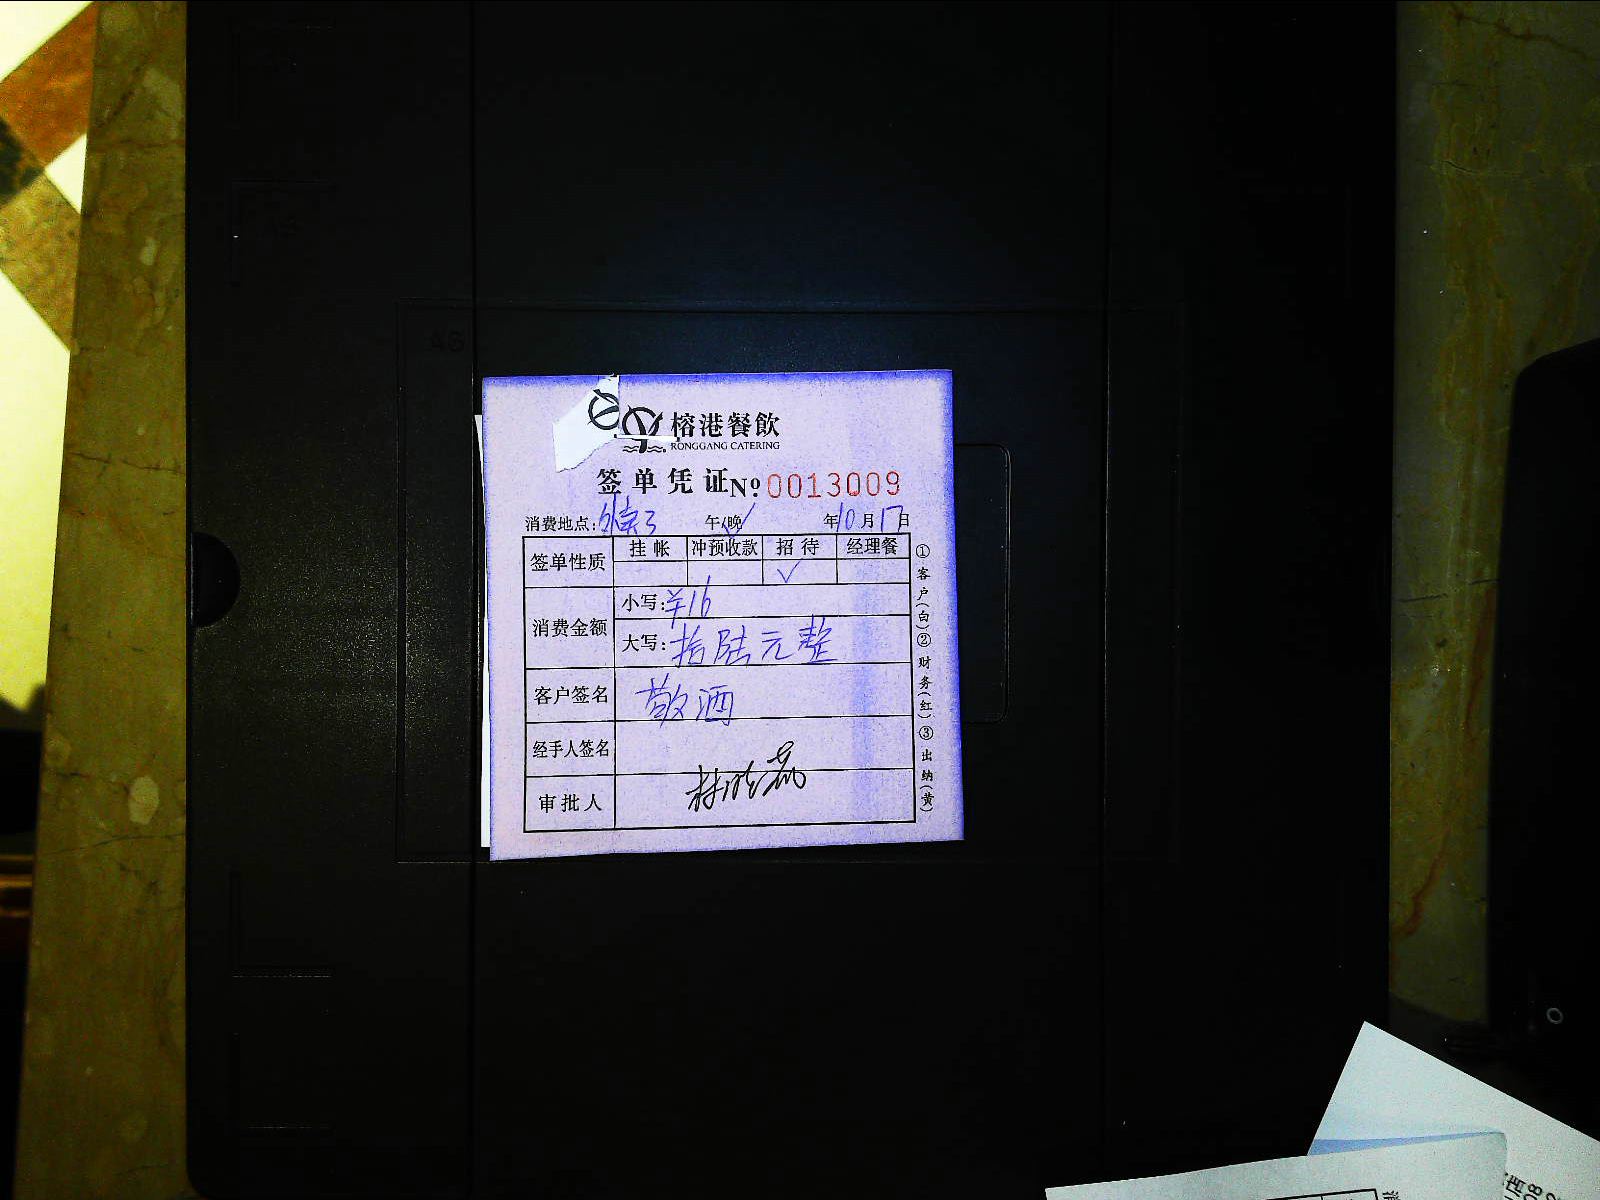 榕港餐飲
RONGGANG CATERING
签单凭证 №0013009
消费地点: 午/晚 年10月17日
签单性质 挂帐 冲预收款 招待 经理餐
√
消费金额 小写:¥16
大写:拾陆元整
客户签名 敬酒
经手人签名
审批人
①客户(白)②财务(红)③出纳(黄)